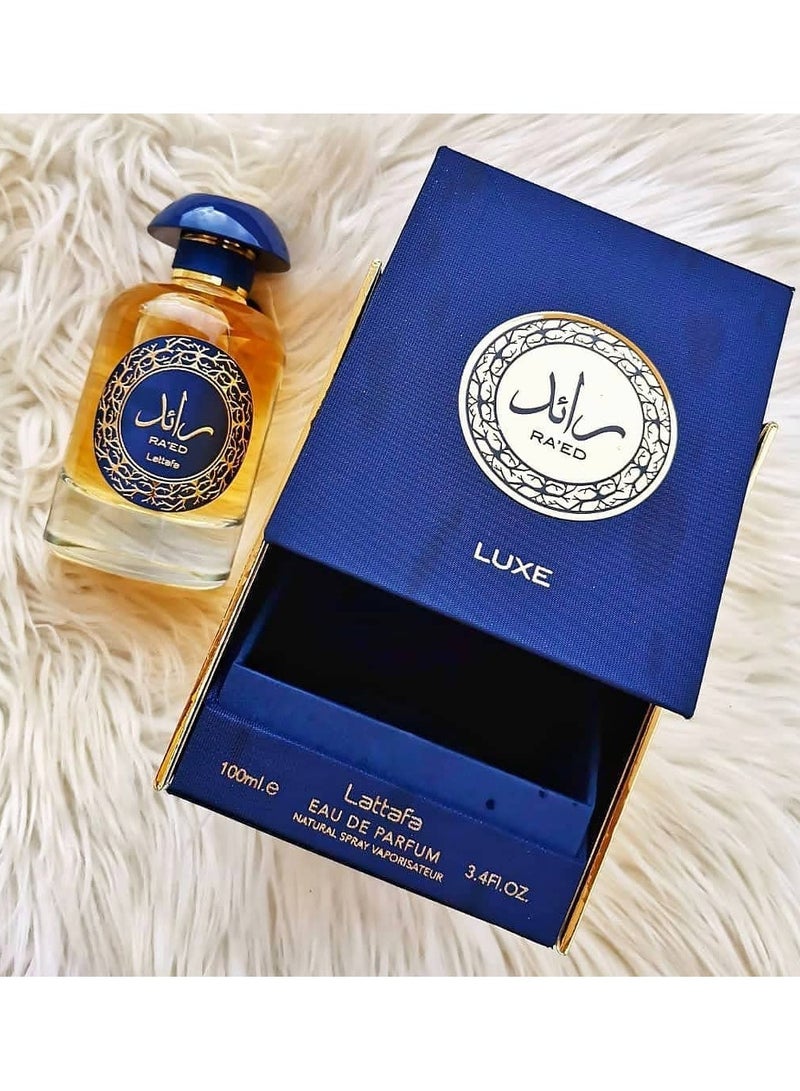 رائد
RA'ED
Lattafa
رائد
RA'ED
LUXE
100ml.e
Lattafa
EAU DE PARFUM
NATURAL SPRAY VAPORISATEUR
3.4Fl.OZ.